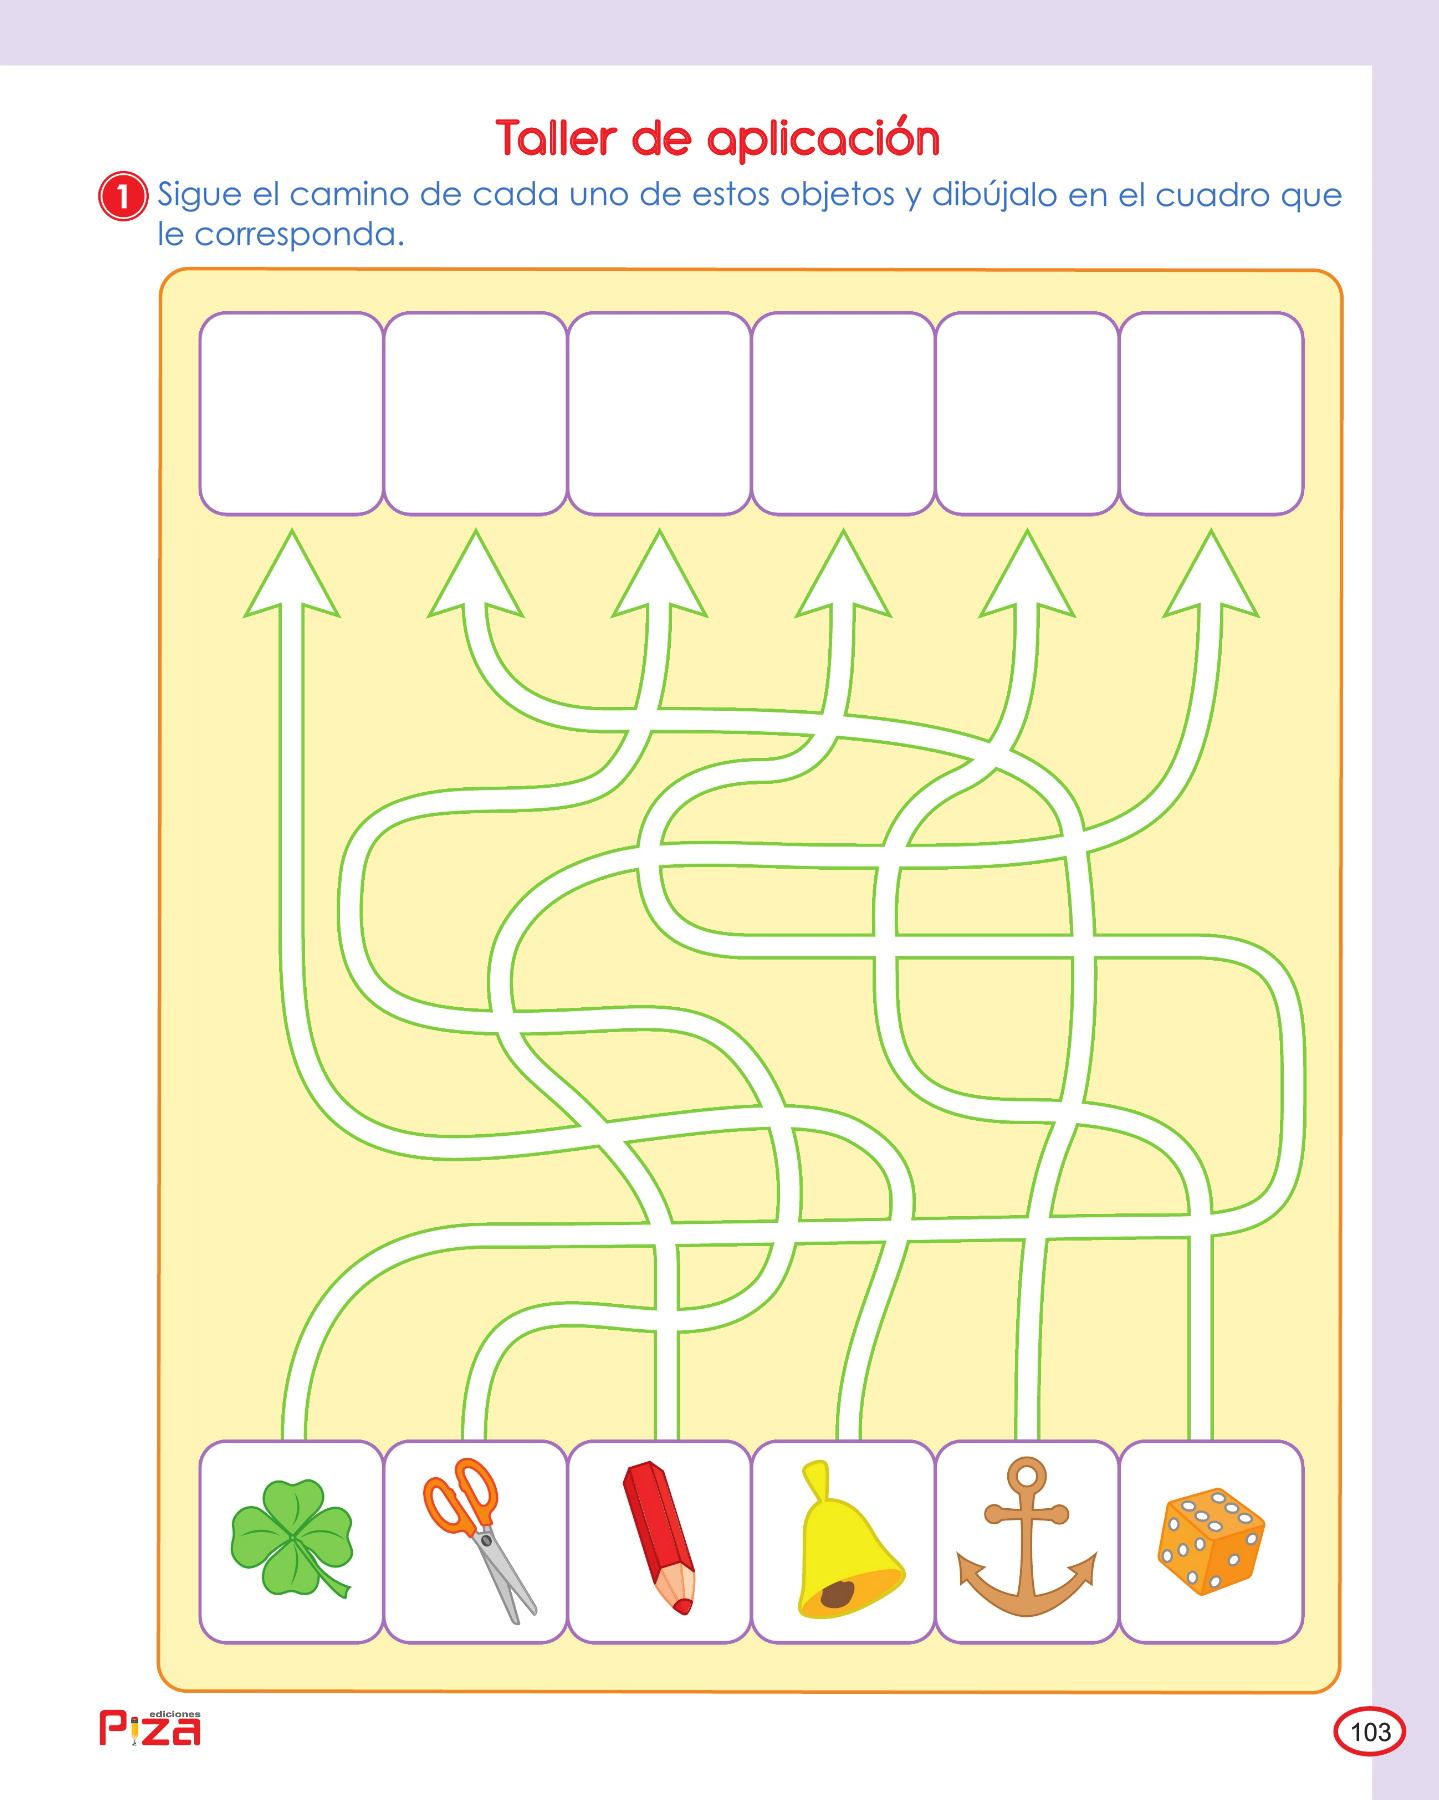 Taller de aplicación
1 Sigue el camino de cada uno de estos objetos y dibújalo en el cuadro que
le corresponda.
ediciones
Piza
103